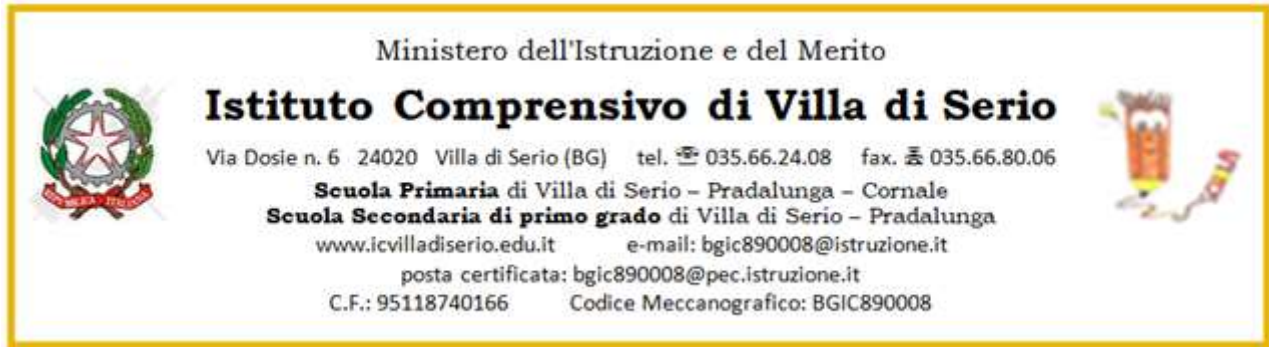 Ministero dell'Istruzione e del Merito
Istituto Comprensivo di Villa di Serio
Via Dosie n. 6 24020 Villa di Serio (BG) tel. ☎ 035.66.24.08 fax. 035.66.80.06
Scuola Primaria di Villa di Serio – Pradalunga – Cornale
Scuola Secondaria di primo grado di Villa di Serio – Pradalunga
www.icvilladiserio.edu.it e-mail: bgic890008@istruzione.it
posta certificata: bgic890008@pec.istruzione.it
C.F.: 95118740166 Codice Meccanografico: BGIC890008
REPVBBLICA ITALIANA